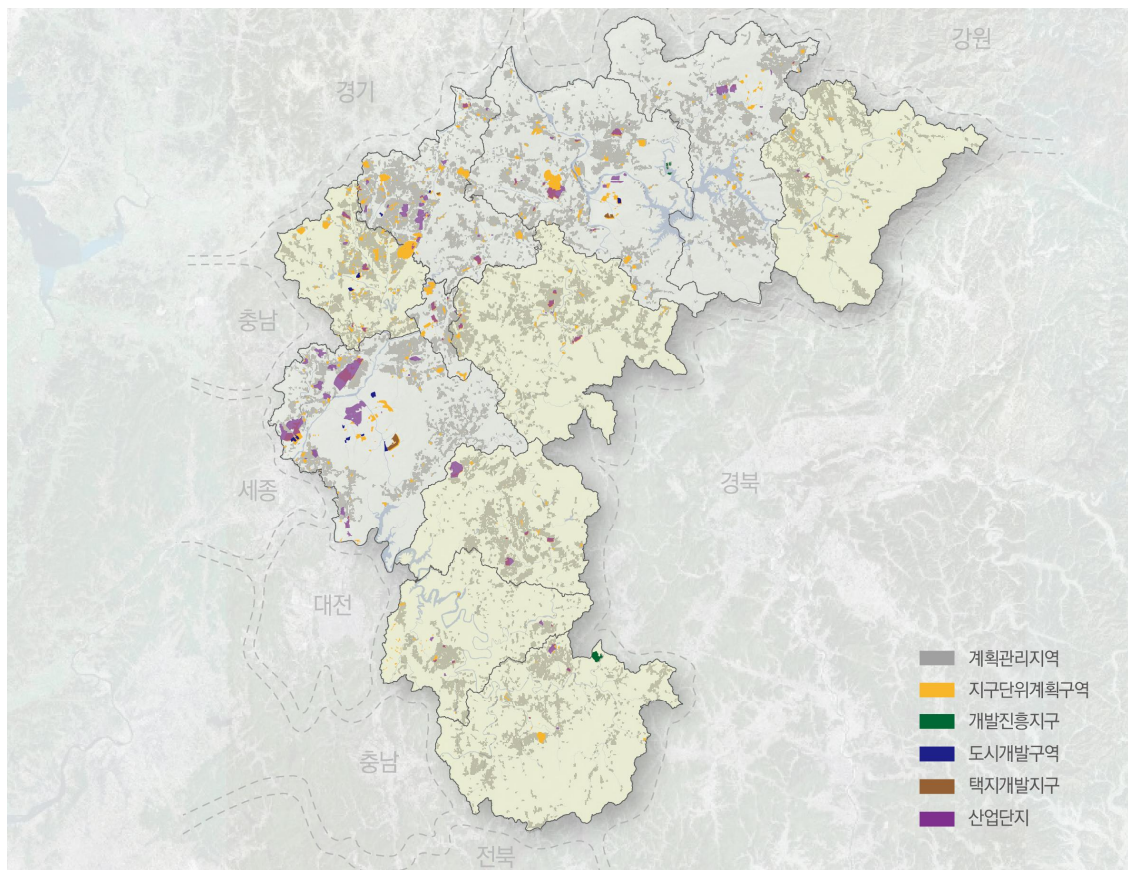 강원
경기
충남
세종
경북
대전
충남
전북
계획관리지역
지구단위계획구역
개발진흥지구
도시개발구역
택지개발지구
산업단지